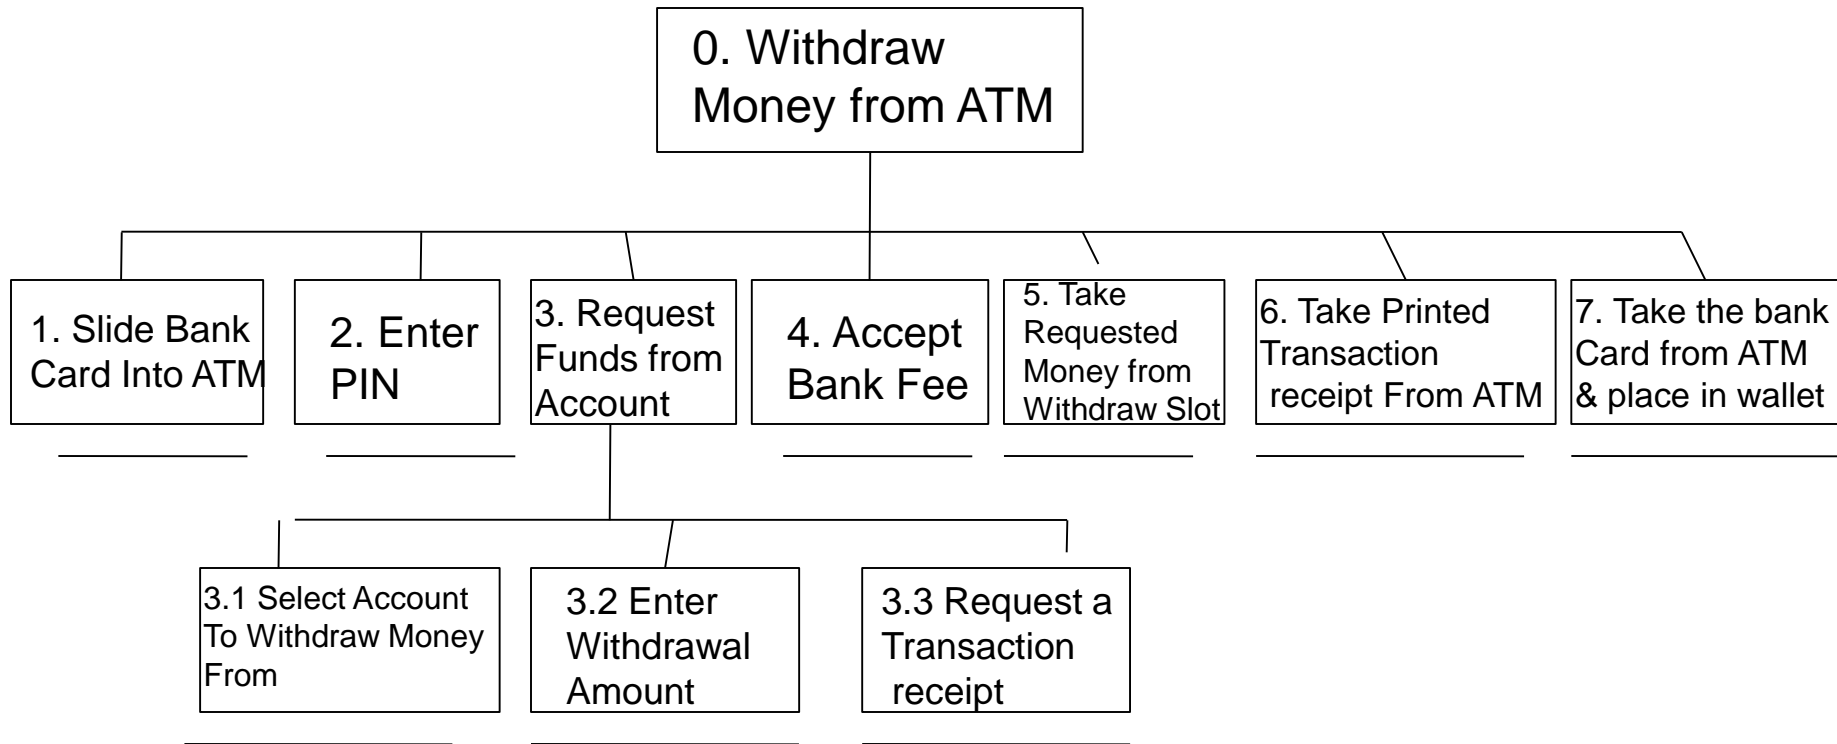 0. Withdraw
Money from ATM
1. Slide Bank
Card Into ATM
2. Enter
PIN
3. Request
Funds from
Account
4. Accept
Bank Fee
5. Take
Requested
Money from
Withdraw Slot
6. Take Printed
Transaction
receipt From ATM
7. Take the bank
Card from ATM
& place in wallet
3.1 Select Account
To Withdraw Money
From
3.2 Enter
Withdrawal
Amount
3.3 Request a
Transaction
receipt